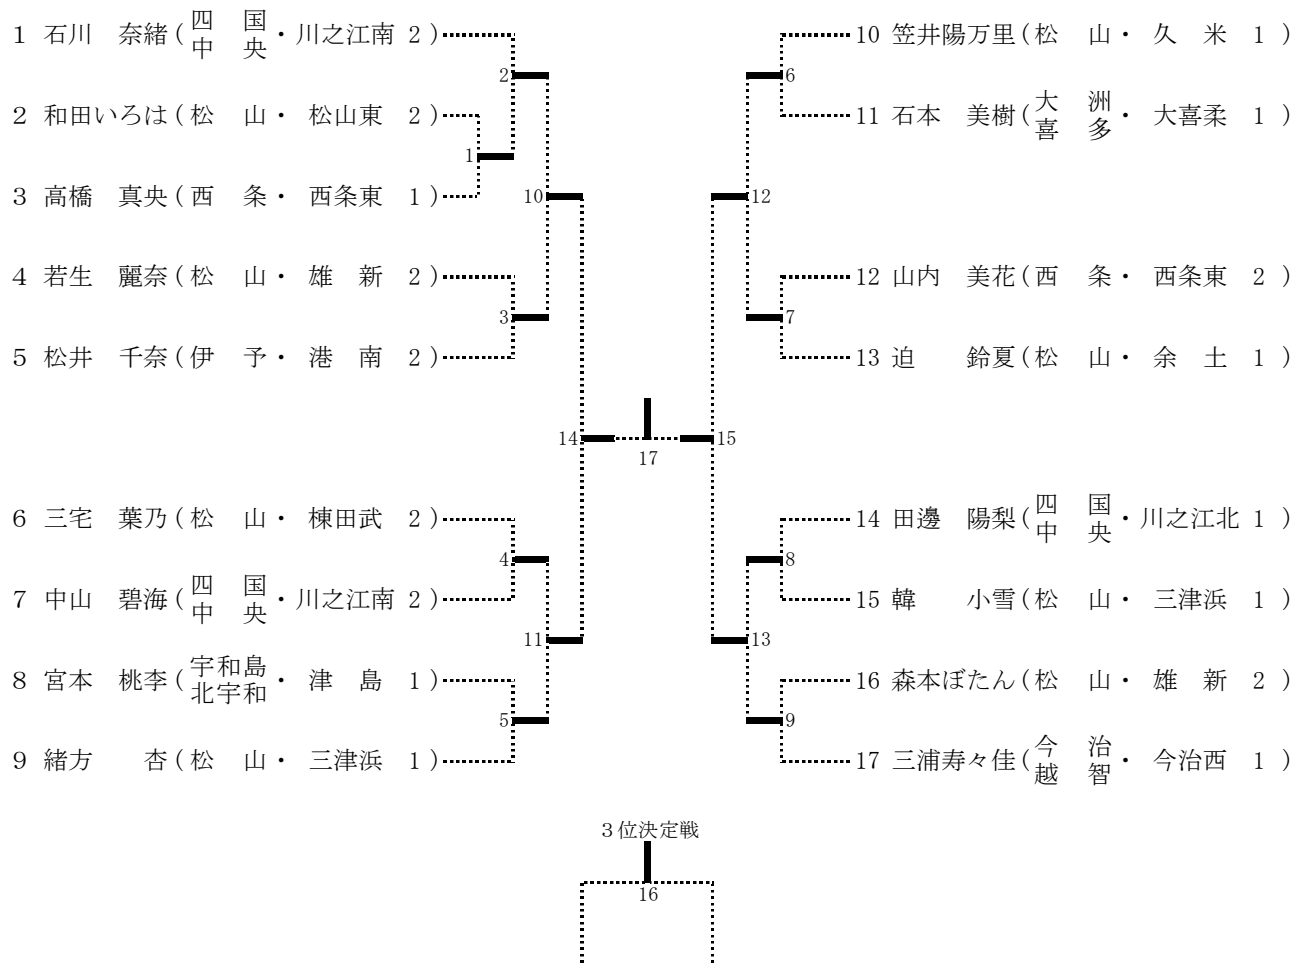 1 石川 奈緒(四国中央・川之江南 2)
2 和田いろは(松 山・松山東 2)
3 高橋 真央(西 条・西条東 1)
4 若生 麗奈(松 山・雄 新 2)
5 松井 千奈(伊 予・港 南 2)
6 三宅 葉乃(松 山・棟田武 2)
7 中山 碧海(四国中央・川之江南 2)
8 宮本 桃李(宇和島北宇和・津 島 1)
9 緒方 杏(松 山・三津浜 1)
2
1
10
3
14
4
11
5
17
10 笠井陽万里(松 山・久 米 1)
11 石本 美樹(大洲喜多・大喜柔 1)
12 山内 美花(西 条・西条東 2)
13 迫 鈴夏(松 山・余 土 1)
14 田邊 陽梨(四国中央・川之江北 1)
15 韓 小雪(松 山・三津浜 1)
16 森本ぼたん(松 山・雄 新 2)
17 三浦寿々佳(今治越智・今治西 1)
6
12
7
15
8
13
9
3位決定戦
16